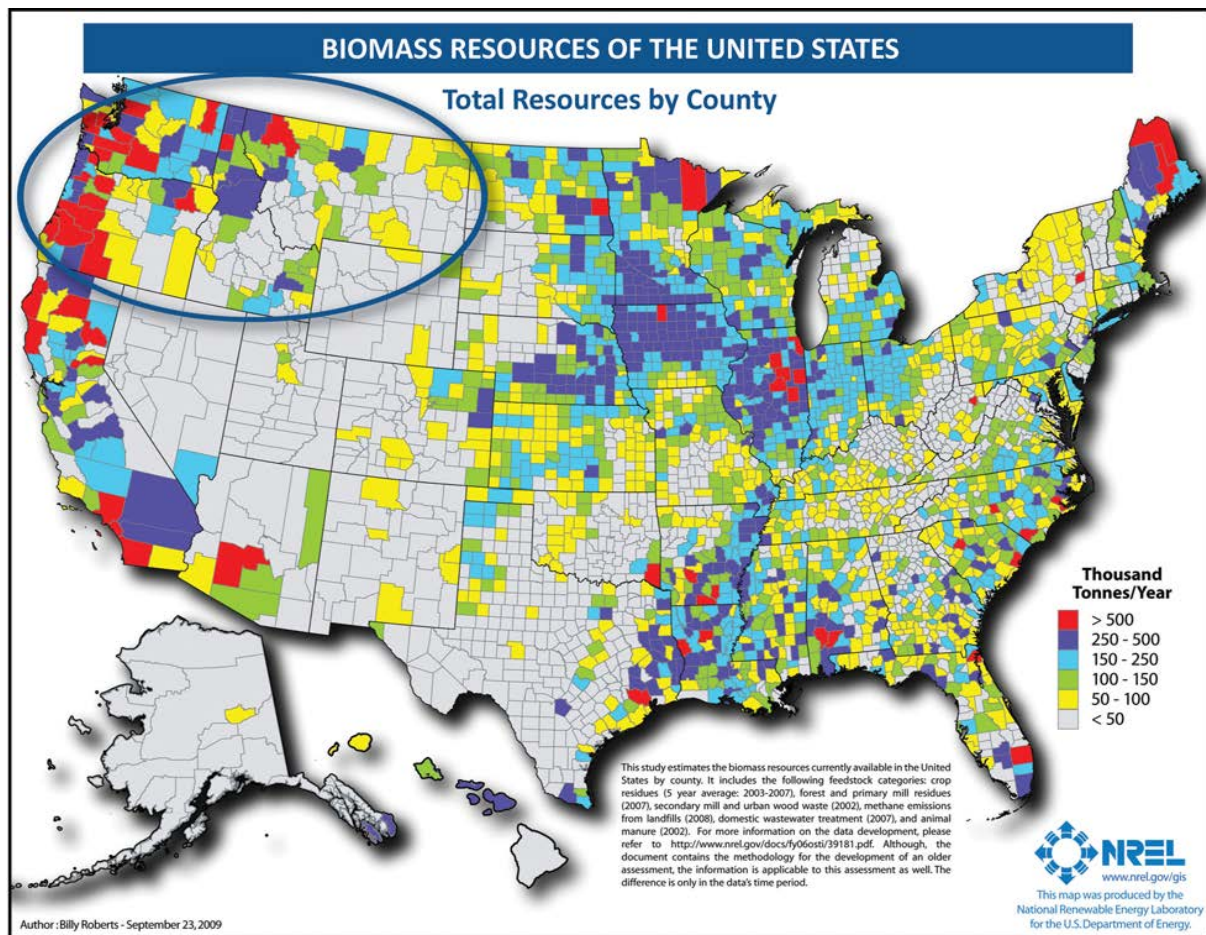 BIOMASS RESOURCES OF THE UNITED STATES
Total Resources by County
Thousand
Tonnes/Year
> 500
250 - 500
150 - 250
100 - 150
50 - 100
< 50
This study estimates the biomass resources currently available in the United
States by county. It includes the following feedstock categories: crop
residues (5 year average: 2003-2007), forest and primary mill residues
(2007), secondary mill and urban wood waste (2002), methane emissions
from landfills (2008), domestic wastewater treatment (2007), and animal
manure (2002). For more information on the data development, please
refer to http://www.nrel.gov/docs/fy06osti/39181.pdf. Although, the
document contains the methodology for the development of an older
assessment, the information is applicable to this assessment as well. The
difference is only in the data's time period.
NREL
www.nrel.gov/gis
This map was produced by the
National Renewable Energy Laboratory
for the U.S. Department of Energy.
Author : Billy Roberts - September 23, 2009